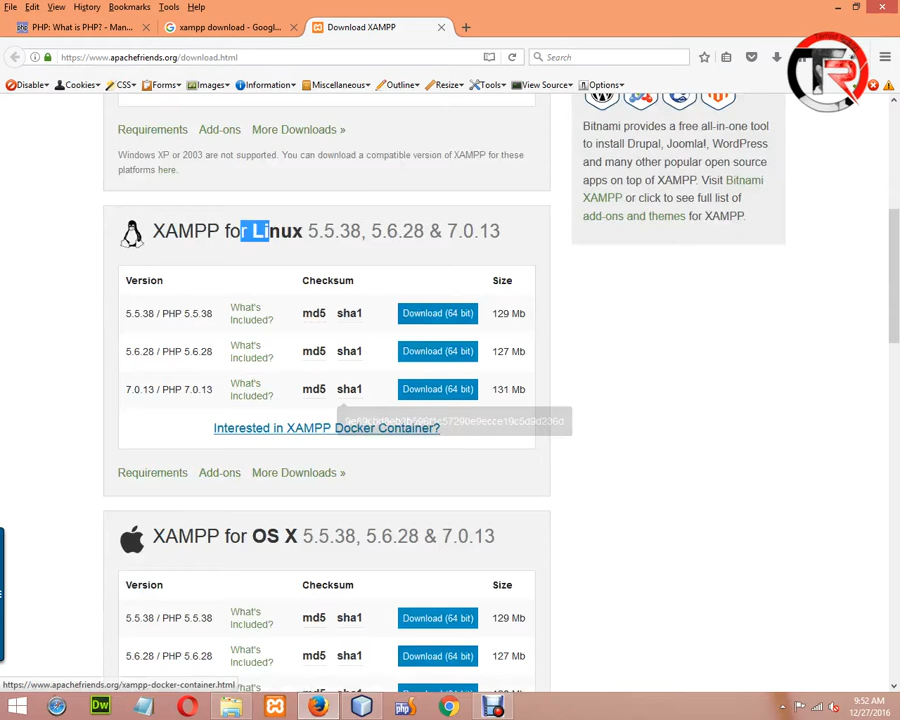 File Edit View History Bookmarks Tools Help
PHP: What is PHP? - Man...
xampp download - Googl...
Download XAMPP
https://www.apachefriends.org/download.html
Search
Disable Cookies CSS Forms Images Information Miscellaneous Outline Resize Tools View Source Options
TR
Requirements Add-ons More Downloads »
Windows XP or 2003 are not supported. You can download a compatible version of XAMPP for these
platforms here.
Bitnami provides a free all-in-one tool
to install Drupal, Joomla!, WordPress
and many other popular open source
apps on top of XAMPP. Visit Bitnami
XAMPP or click to see full list of
add-ons and themes for XAMPP.
XAMPP for Linux 5.5.38, 5.6.28 & 7.0.13
Version Checksum Size
5.5.38 / PHP 5.5.38 What's Included? md5 sha1 Download (64 bit) 129 Mb
5.6.28 / PHP 5.6.28 What's Included? md5 sha1 Download (64 bit) 127 Mb
7.0.13 / PHP 7.0.13 What's Included? md5 sha1 Download (64 bit) 131 Mb
Interested in XAMPP Docker Container?
Requirements Add-ons More Downloads »
XAMPP for OS X 5.5.38, 5.6.28 & 7.0.13
Version Checksum Size
5.5.38 / PHP 5.5.38 What's Included? md5 sha1 Download (64 bit) 129 Mb
5.6.28 / PHP 5.6.28 What's Included? md5 sha1 Download (64 bit) 127 Mb
https://www.apachefriends.org/xampp-docker-container.html
Dw
php
9:52 AM
12/27/2016